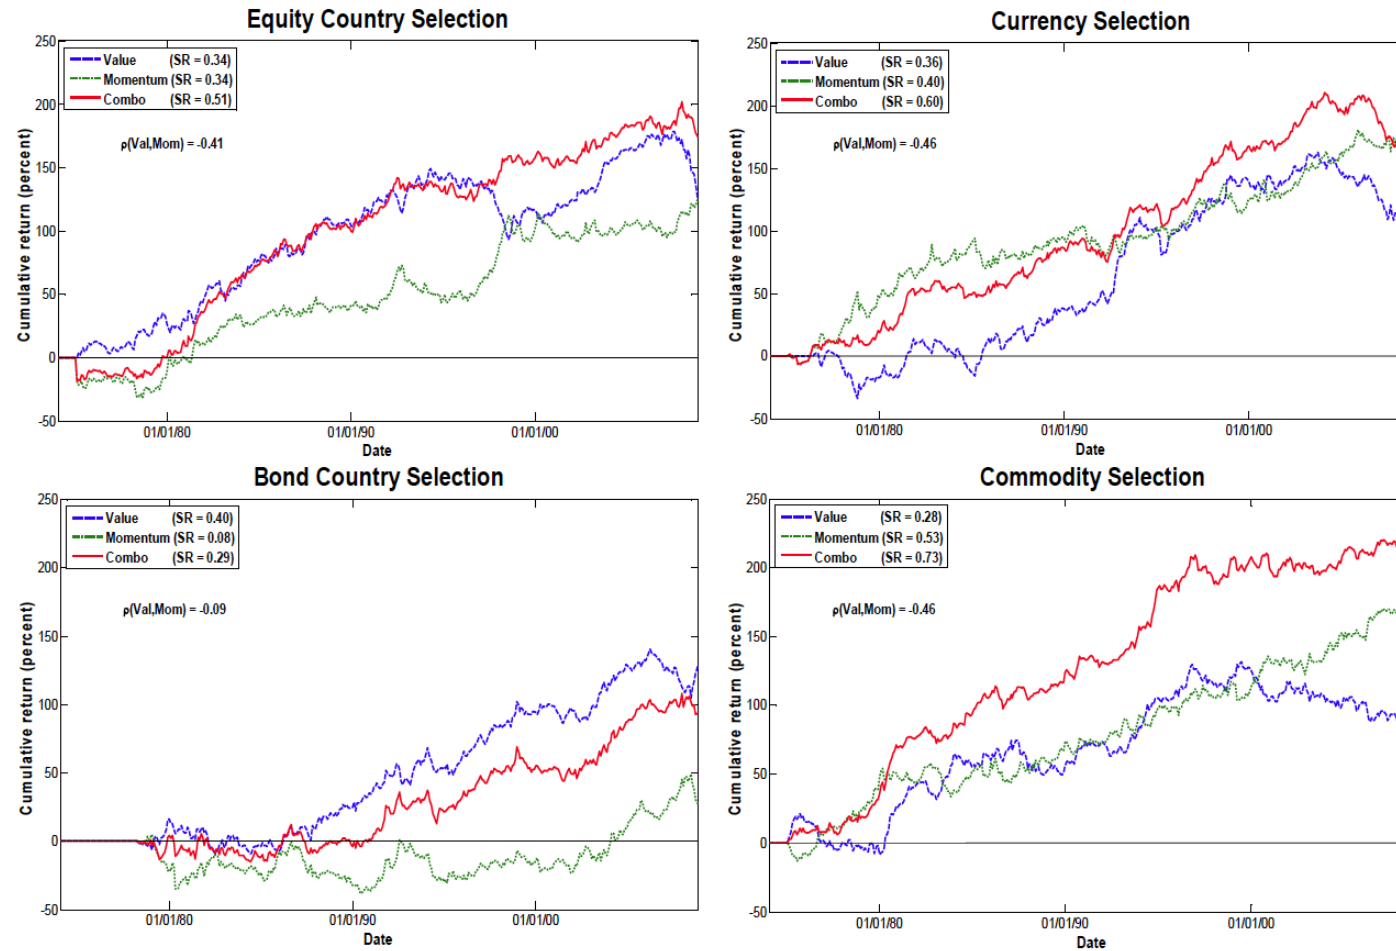 Equity Country Selection
250
200
150
100
50
0
-50
Cumulative return (percent)
Value (SR = 0.34)
Momentum (SR = 0.34)
Combo (SR = 0.51)
ρ(Val,Mom) = -0.41
01/01/80 01/01/90 01/01/00
Date
Currency Selection
250
200
150
100
50
0
-50
Cumulative return (percent)
Value (SR = 0.36)
Momentum (SR = 0.40)
Combo (SR = 0.60)
ρ(Val,Mom) = -0.46
01/01/80 01/01/90 01/01/00
Date
Bond Country Selection
250
200
150
100
50
0
-50
Cumulative return (percent)
Value (SR = 0.40)
Momentum (SR = 0.08)
Combo (SR = 0.29)
ρ(Val,Mom) = -0.09
01/01/80 01/01/90 01/01/00
Date
Commodity Selection
250
200
150
100
50
0
-50
Cumulative return (percent)
Value (SR = 0.28)
Momentum (SR = 0.53)
Combo (SR = 0.73)
ρ(Val,Mom) = -0.46
01/01/80 01/01/90 01/01/00
Date